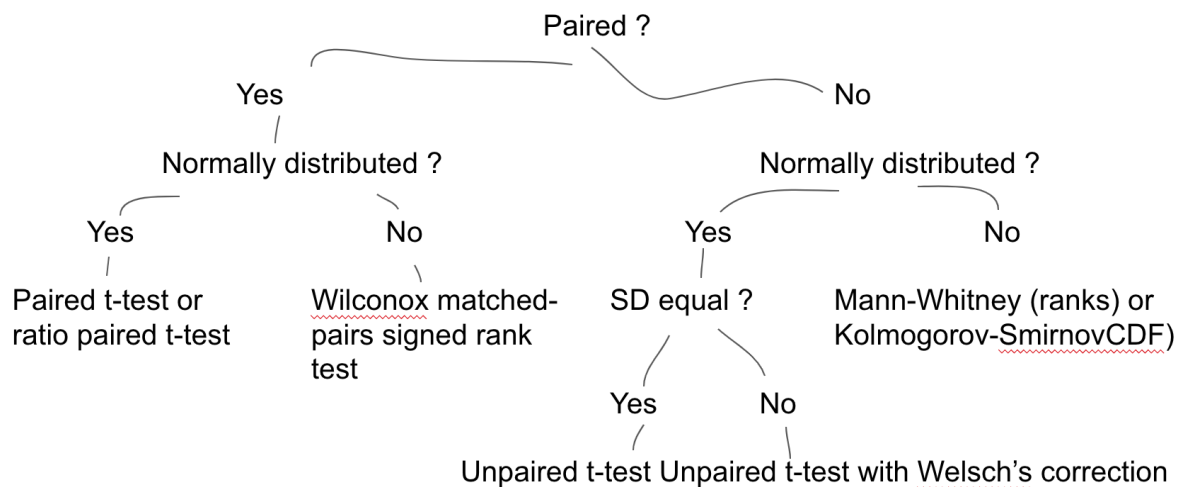 Paired ?
Yes
No
Normally distributed ?
Normally distributed ?
Yes
No
Yes
No
Paired t-test or
ratio paired t-test
Wilconox matched-
pairs signed rank
test
SD equal ?
Mann-Whitney (ranks) or
Kolmogorov-SmirnovCDF)
Yes
No
Unpaired t-test Unpaired t-test with Welsch's correction